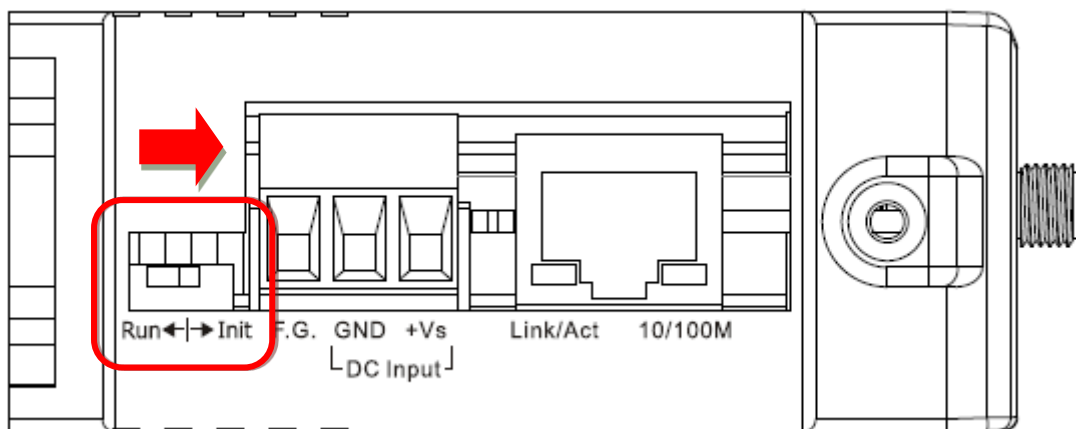 Run←|→Init F.G. GND +Vs Link/Act 10/100M
DC Input